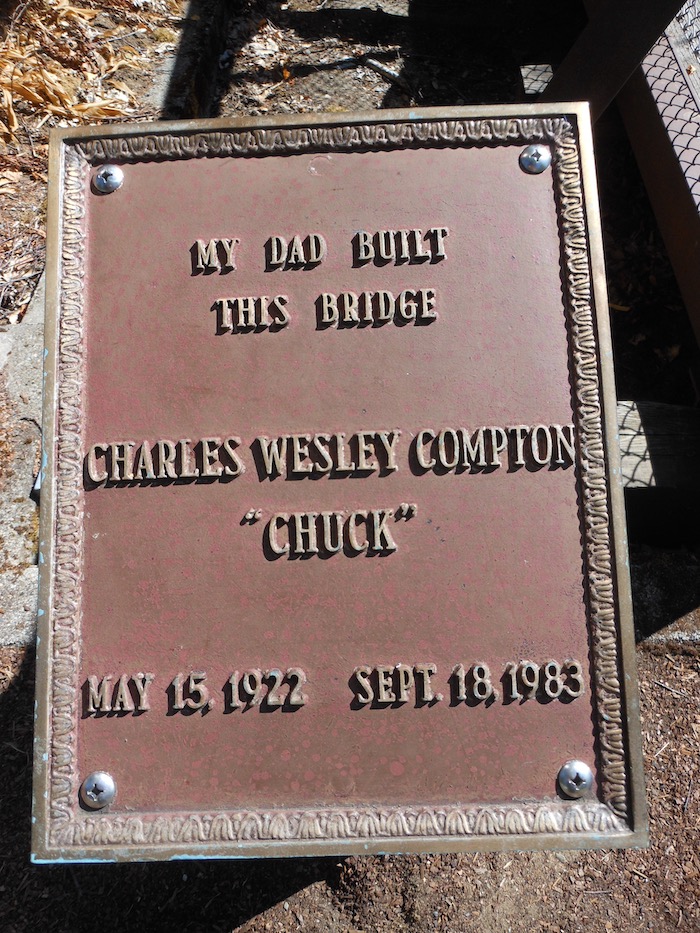 MY DAD BUILT
THIS BRIDGE
CHARLES WESLEY COMPTON
"CHUCK"
MAY 15, 1922 SEPT. 18, 1983